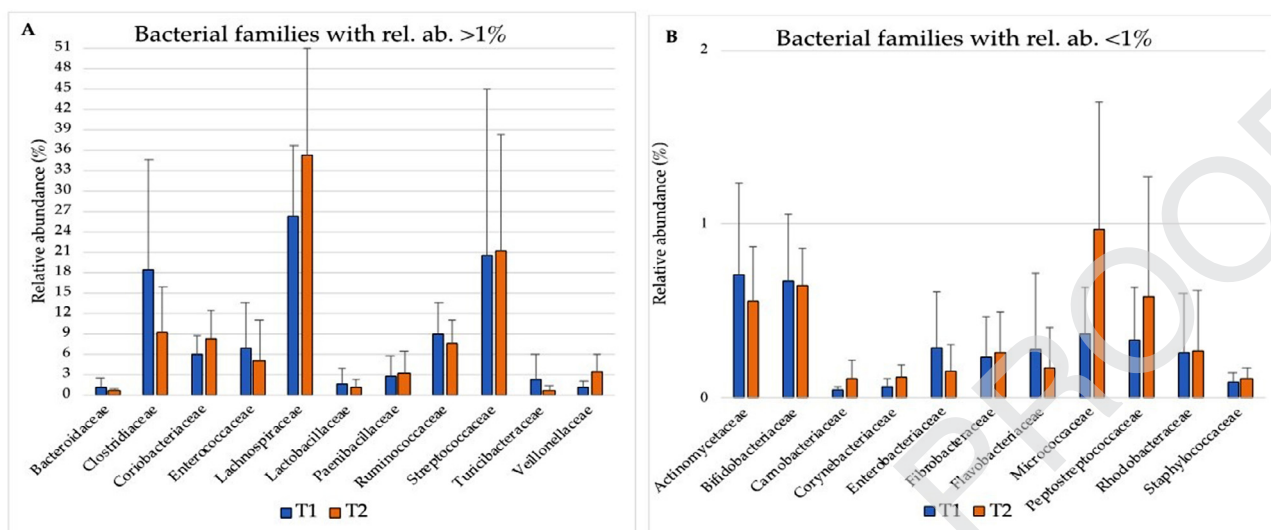 A
Bacterial families with rel. ab. >1%
Relative abundance (%)
51
48
45
42
39
36
33
30
27
24
21
18
15
12
9
6
3
0
Bacteroidaceae
Clostridiaceae
Coriobacteriaceae
Enterococcaceae
Lachnospiraceae
Lactobacillaceae
Paenibacillaceae
Ruminococcaceae
Streptococcaceae
Turicibacteraceae
Veillonellaceae
T1 T2
B
Bacterial families with rel. ab. <1%
Relative abundance (%)
2
1
0
Actinomycetaceae
Bifidobacteriaceae
Carnobacteriaceae
Corynebacteriaceae
Enterobacteriaceae
Fibrobacteraceae
Flavobacteriaceae
Micrococcaceae
Peptostreptococcaceae
Rhodobacteraceae
Staphyloccoccaceae
T1 T2
PROOF